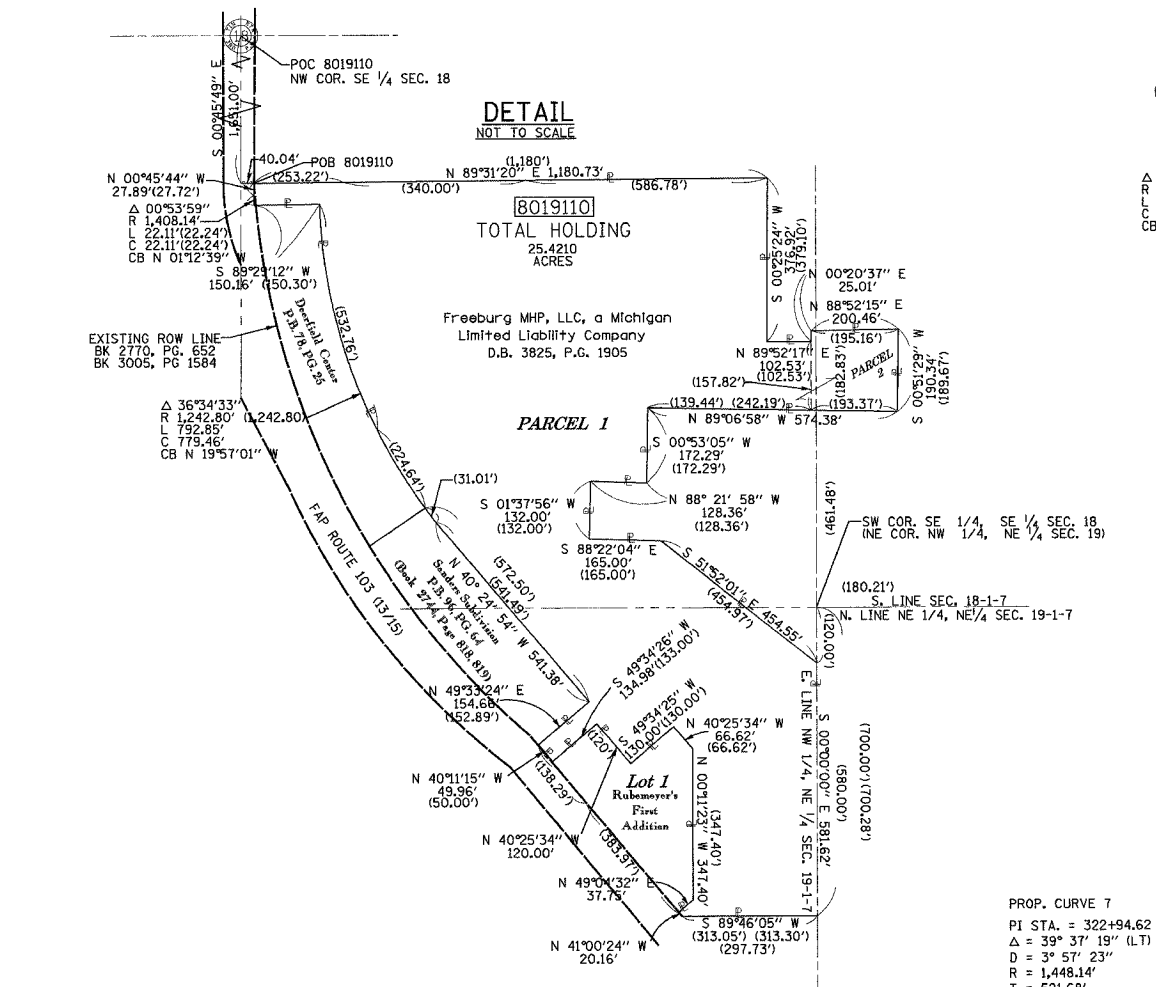 POC 8019110
NW COR. SE 1/4 SEC. 18
S 00°45'49" E
1,651.00'
DETAIL
NOT TO SCALE
40.04'
POB 8019110
(253.22')
(1,180')
N 89°31'20" E 1,180.73'
(340.00')
(586.78')
N 00°45'44" W
27.89'(27.72')
Δ 00°53'59"
R 1,408.14'
L 22.11'(22.24')
C 22.11'(22.24')
CB N 01°12'39" W
S 89°29'12" W
150.16' (150.30')
8019110
TOTAL HOLDING
25.4210
ACRES
S 00°25'24" W
376.92'
(379.10')
N 00°20'37" E
25.01'
N 88°52'15" E
200.46'
(195.16')
Δ
R
L
C
CB
Freeburg MHP, LLC, a Michigan
Limited Liability Company
D.B. 3825, P.G. 1905
Deerfield Center
P.B. 78, PG. 25
(532.76')
EXISTING ROW LINE
BK 2770, PG. 652
BK 3005, PG 1584
N 89°52'17" E
102.53'
(102.53')
(157.82')
(182.83')
PARCEL
2
S 00°51'29" W
190.34'
(189.67')
(139.44') (242.19')
(193.37')
N 89°06'58" W 574.38'
Δ 36°34'33"
R 1,242.80' (1,242.80)
L 792.85'
C 779.46'
CB N 19°57'01" W
PARCEL 1
S 00°53'05" W
172.29'
(172.29')
(224.64')
(31.01')
S 01°37'56" W
132.00'
(132.00')
N 88° 21' 58" W
128.36'
(128.36')
(461.48')
SW COR. SE 1/4, SE 1/4 SEC. 18
(NE COR. NW 1/4, NE 1/4 SEC. 19)
S 88°22'04" E
165.00'
(165.00')
S 51°52'01" E 454.55'
(454.97')
FAP ROUTE 103 (13/15)
(572.50')
(541.49')
N 40° 24' 54" W 541.38'
Sanders Subdivision
P.B. 96, PG. 64
(Book 2744, Page 818, 819)
(180.21')
S. LINE SEC. 18-1-7
N. LINE NE 1/4, NE 1/4 SEC. 19-1-7
(120.00')
S 49°34'26" W
134.98'(133.00')
N 49°33'24" E
154.66'
(152.89')
S 49°34'25" W
(130.00')(130.00')
(120')
N 40°25'34" W
66.62'
(66.62')
E. LINE NW 1/4, NE 1/4 SEC. 19-1-7
S 00°00'00" E 581.62'
(580.00')
(700.00')(700.28')
N 40°11'15" W
49.96'
(50.00')
(138.29')
Lot 1
Rubemeyer's
First
Addition
N 00°11'23" W 347.40'
(347.40')
N 40°25'34" W
120.00'
(383.97')
N 49°04'32" E
37.75'
S 89°46'05" W
(313.05') (313.30')
(297.73')
N 41°00'24" W
20.16'
PROP. CURVE 7
PI STA. = 322+94.62
Δ = 39° 37' 19" (LT)
D = 3° 57' 23"
R = 1,448.14'